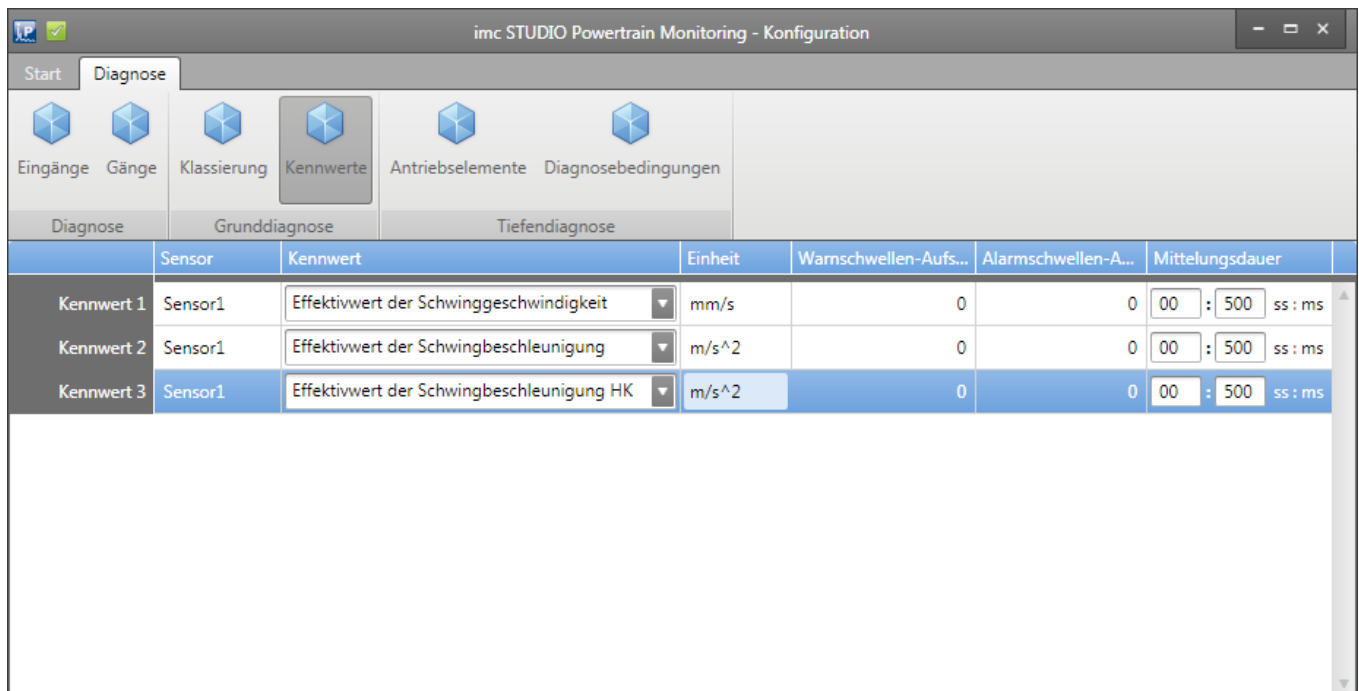 imc STUDIO Powertrain Monitoring - Konfiguration
Start Diagnose
Eingänge Gänge Klassierung Kennwerte Antriebselemente Diagnosebedingungen
Diagnose Grunddiagnose Tiefendiagnose
Sensor Kennwert Einheit Warnschwellen-Aufs... Alarmschwellen-A... Mittelungsdauer
Kennwert 1 Sensor1 Effektivwert der Schwinggeschwindigkeit mm/s 0 0 00 : 500 ss : ms
Kennwert 2 Sensor1 Effektivwert der Schwingbeschleunigung m/s^2 0 0 00 : 500 ss : ms
Kennwert 3 Sensor1 Effektivwert der Schwingbeschleunigung HK m/s^2 0 0 00 : 500 ss : ms